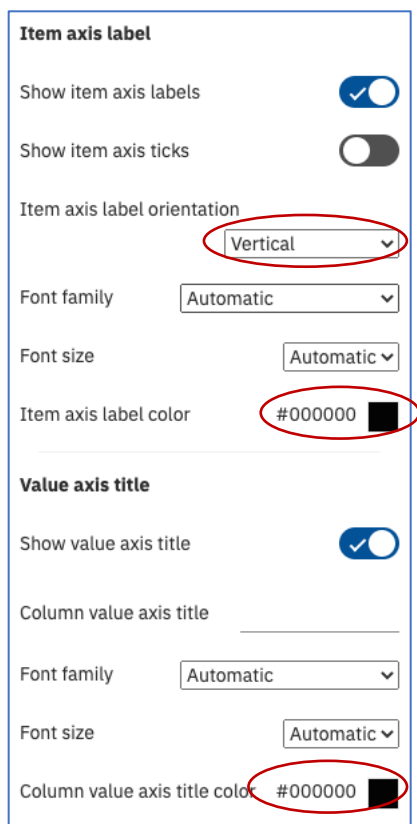 Item axis label
Show item axis labels
Show item axis ticks
Item axis label orientation
Vertical
Font family Automatic
Font size Automatic
Item axis label color #000000
Value axis title
Show value axis title
Column value axis title
Font family Automatic
Font size Automatic
Column value axis title color #000000